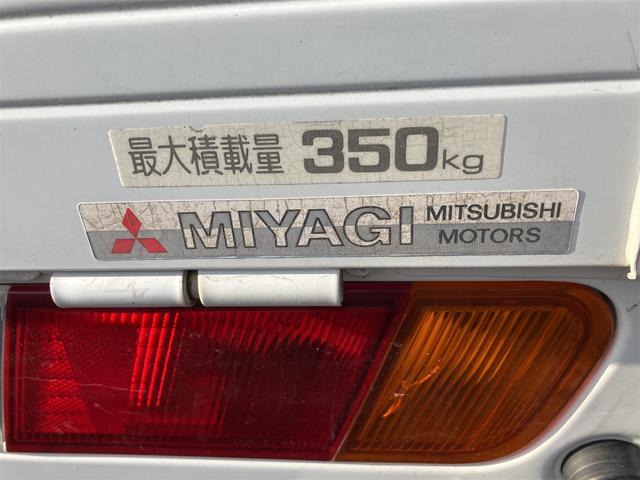 最大積載量 350kg
MIYAGI MITSUBISHI
MOTORS